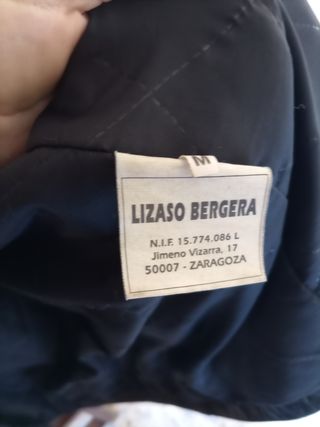 M
LIZASO BERGERA
N.I.F. 15.774.086 L
Jimeno Vizarra, 17
50007 - ZARAGOZA